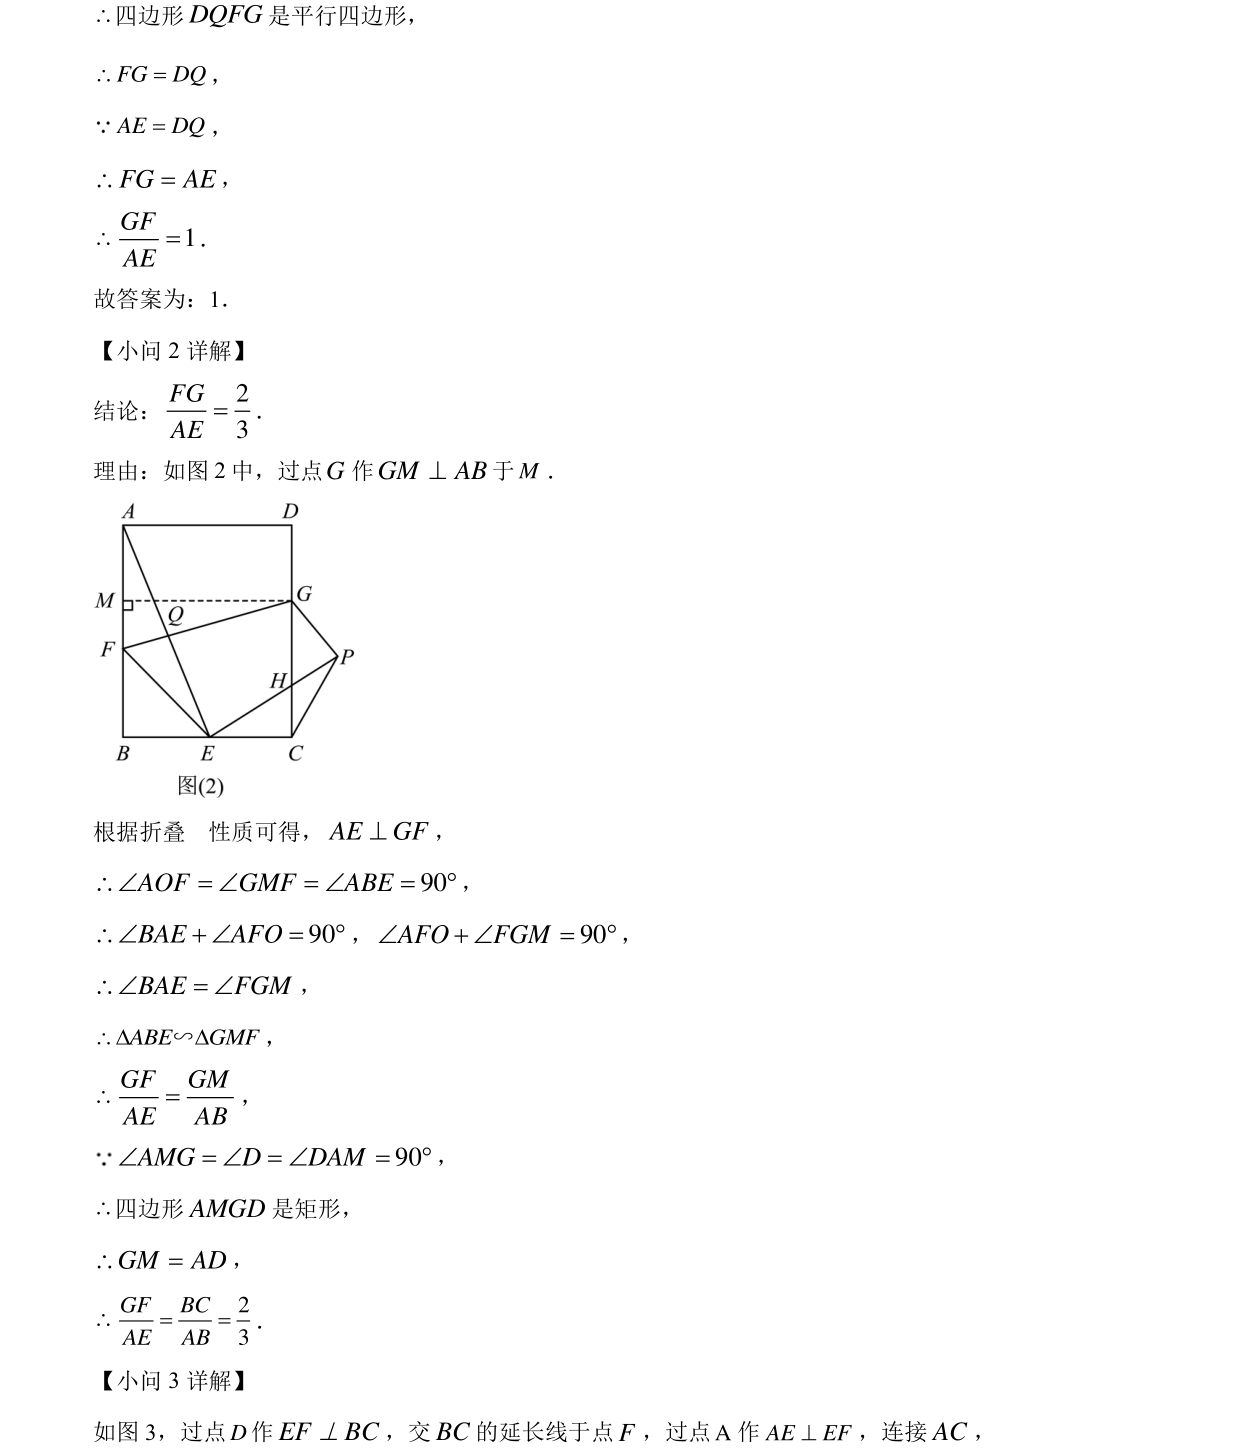 ∴四边形DQFG是平行四边形，
∴FG = DQ，
∵AE = DQ，
∴FG = AE，
∴GF/AE = 1．
故答案为：1．
【小问 2 详解】
结论：FG/AE = 2/3．
理由：如图 2 中，过点G作GM ⊥ AB于M．
A D
M G
Q
F P
H
B E C
图(2)
根据折叠 性质可得，AE ⊥ GF，
∴∠AOF = ∠GMF = ∠ABE = 90°，
∴∠BAE + ∠AFO = 90°，∠AFO + ∠FGM = 90°，
∴∠BAE = ∠FGM，
∴ΔABE∽ΔGMF，
∴GF/AE = GM/AB，
∵∠AMG = ∠D = ∠DAM = 90°，
∴四边形AMGD是矩形，
∴GM = AD，
∴GF/AE = BC/AB = 2/3．
【小问 3 详解】
如图 3，过点D作EF ⊥ BC，交BC的延长线于点F，过点A作AE ⊥ EF，连接AC，